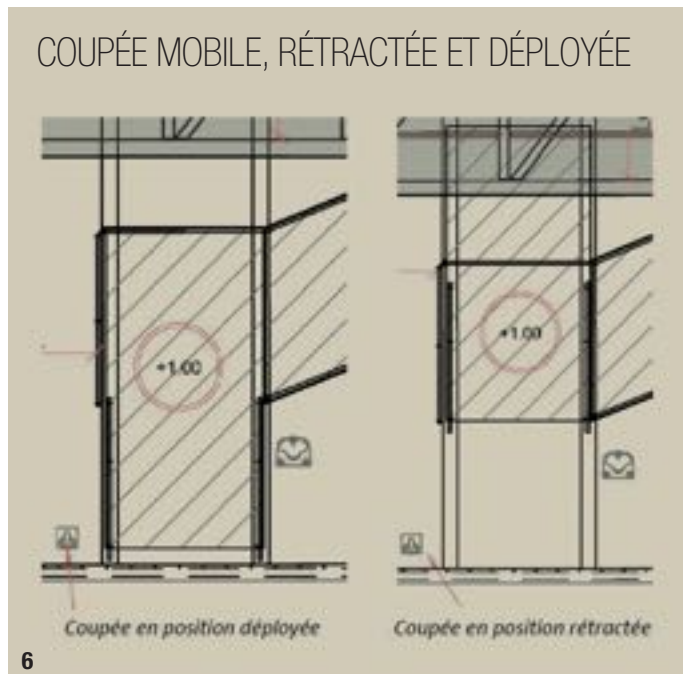 COUPÉE MOBILE, RÉTRACTÉE ET DÉPLOYÉE
+1.00
+1.00
Coupée en position déployée
Coupée en position rétractée
6